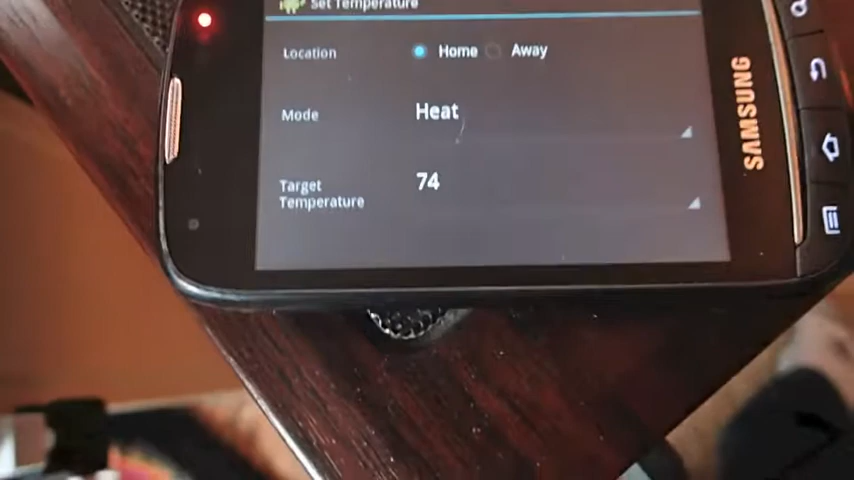 Set Temperature
Location Home Away
Mode Heat
Target
Temperature
74
SAMSUNG